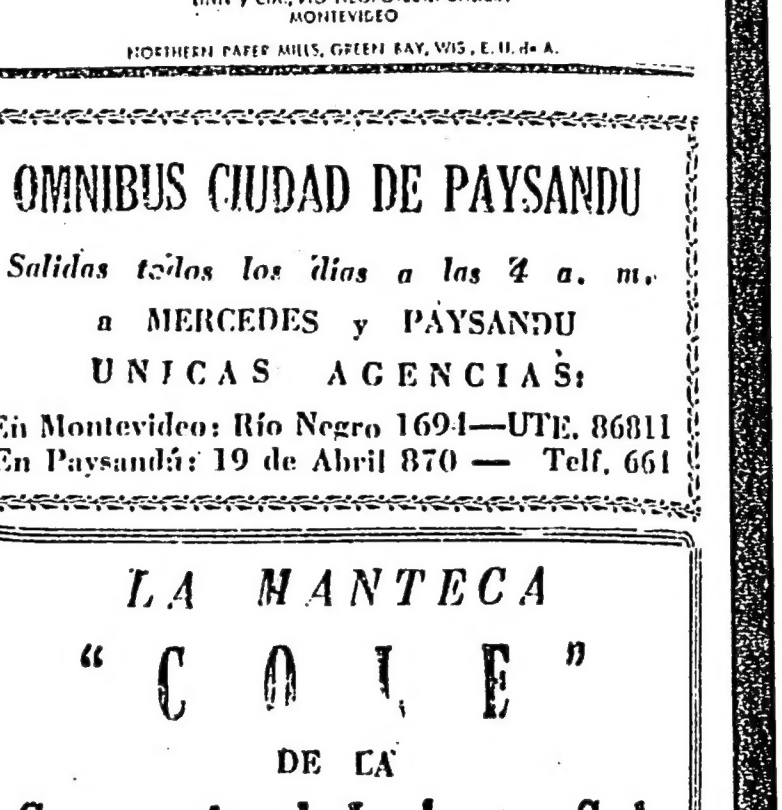 MONTEVIDEO
NORTHERN PAPER MILLS, GREEN BAY, WIS., E. U. de A.
OMNIBUS CIUDAD DE PAYSANDU
Salidas todos los días a las 4 a. m.
a MERCEDES y PAYSANDU
UNICAS AGENCIAS:
En Montevideo: Río Negro 1694—UTE. 86811
En Paysandú: 19 de Abril 870 — Telf. 661
LA MANTECA
"COLE"
DE LA